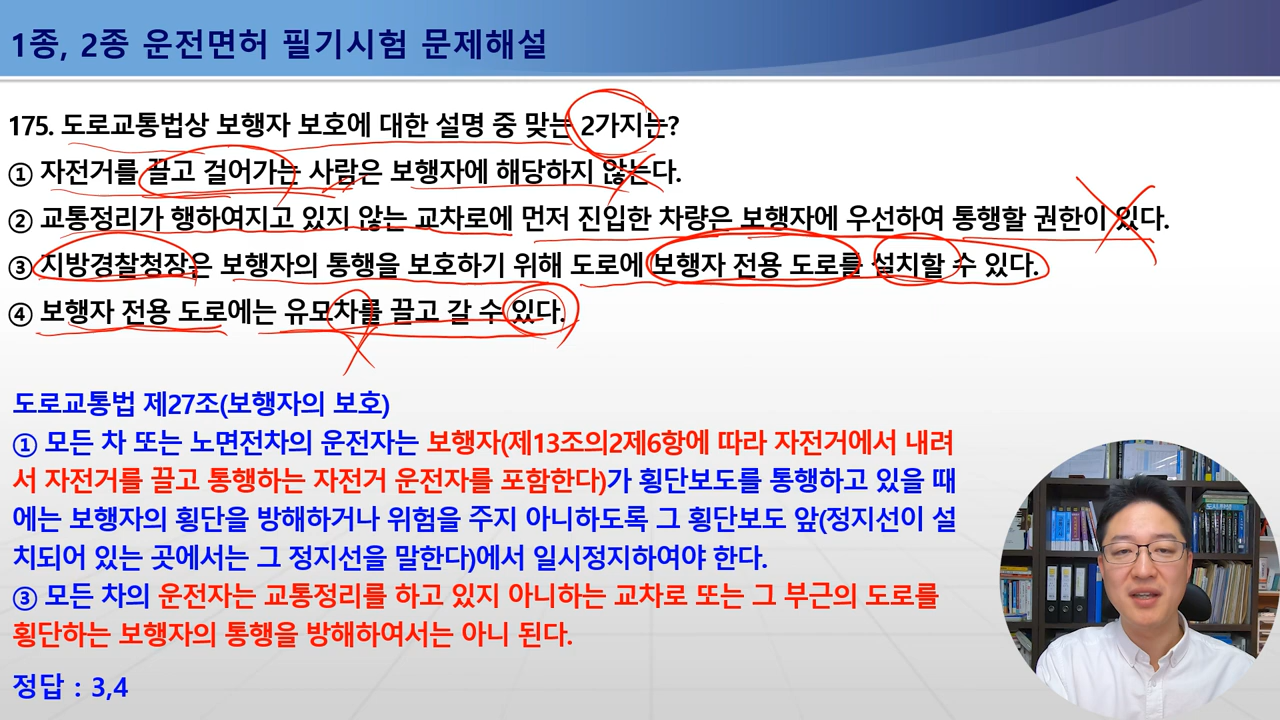 1종, 2종 운전면허 필기시험 문제해설
175. 도로교통법상 보행자 보호에 대한 설명 중 맞는 2가지는?
① 자전거를 끌고 걸어가는 사람은 보행자에 해당하지 않는다.
② 교통정리가 행하여지고 있지 않는 교차로에 먼저 진입한 차량은 보행자에 우선하여 통행할 권한이 있다.
③ 지방경찰청장은 보행자의 통행을 보호하기 위해 도로에 보행자 전용 도로를 설치할 수 있다.
④ 보행자 전용 도로에는 유모차를 끌고 갈 수 있다.
도로교통법 제27조(보행자의 보호)
① 모든 차 또는 노면전차의 운전자는 보행자(제13조의2제6항에 따라 자전거에서 내려
서 자전거를 끌고 통행하는 자전거 운전자를 포함한다)가 횡단보도를 통행하고 있을 때
에는 보행자의 횡단을 방해하거나 위험을 주지 아니하도록 그 횡단보도 앞(정지선이 설
치되어 있는 곳에서는 그 정지선을 말한다)에서 일시정지하여야 한다.
③ 모든 차의 운전자는 교통정리를 하고 있지 아니하는 교차로 또는 그 부근의 도로를
횡단하는 보행자의 통행을 방해하여서는 아니 된다.
정답 : 3,4